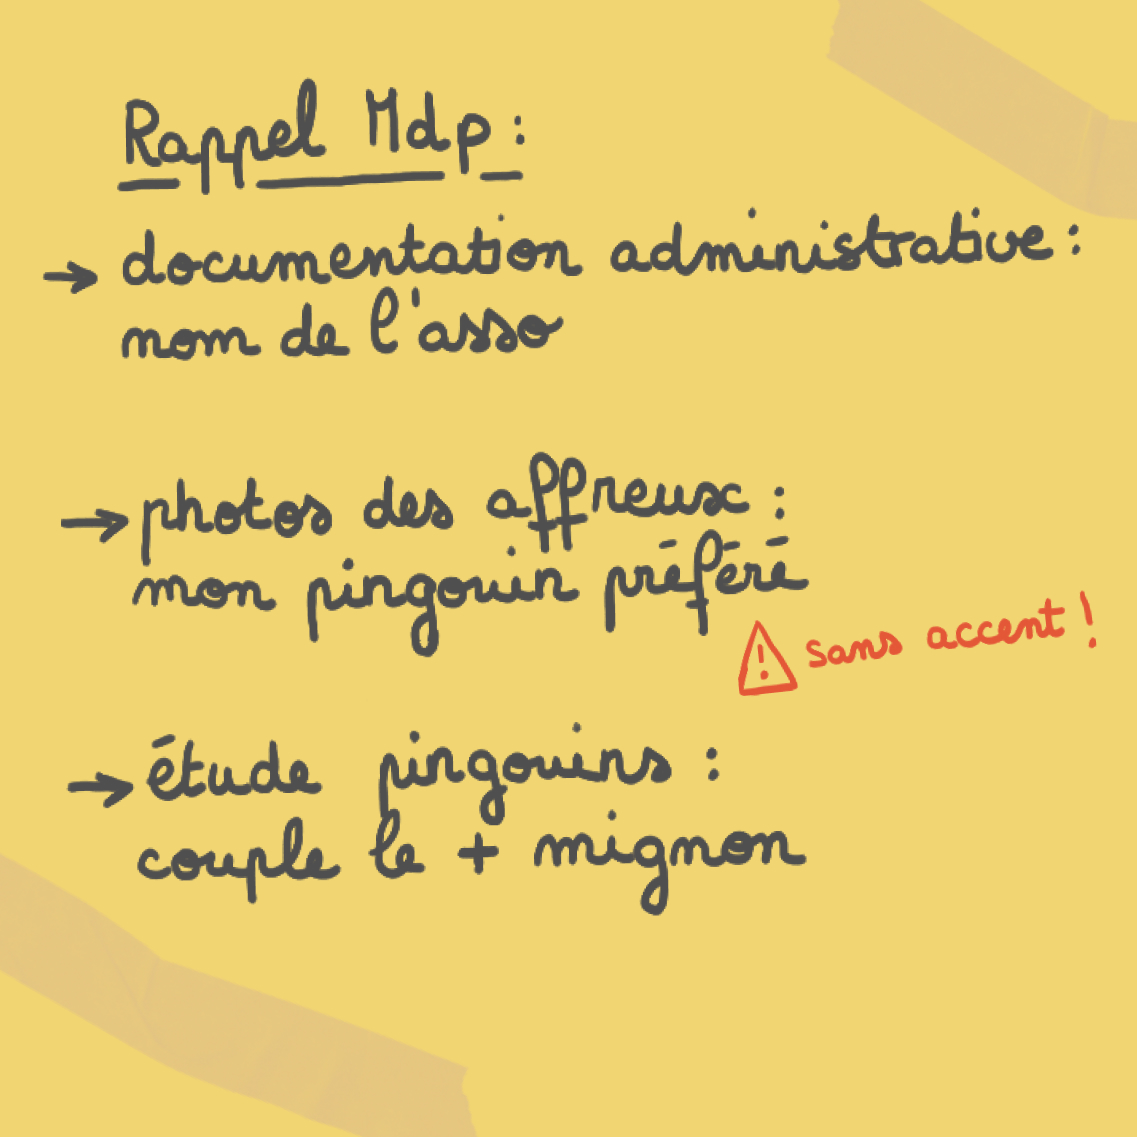 Rappel Mdp :
→ documentation administrative :
nom de l'asso
→ photos des affreux :
mon pingouin préféré
⚠ sans accent !
→ étude pingouins :
couple le + mignon